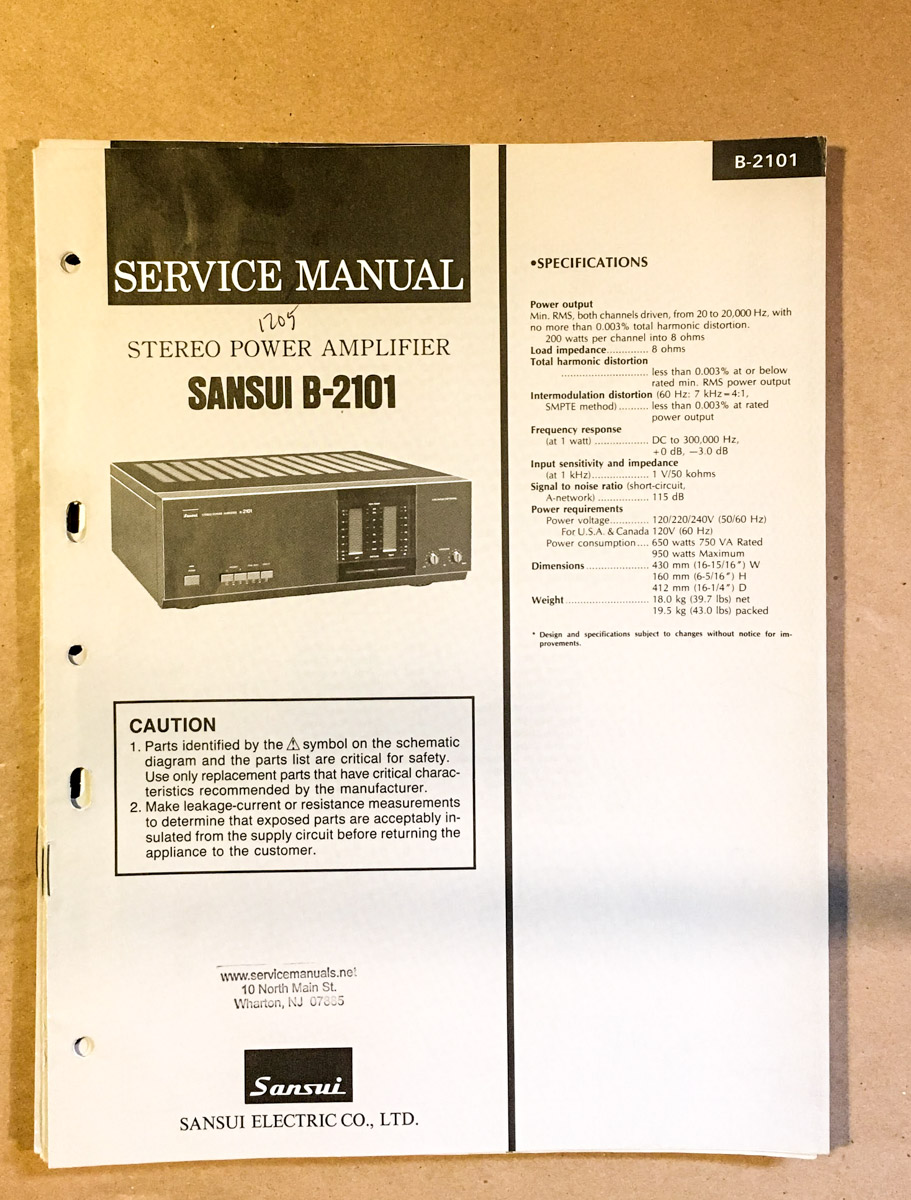 B-2101
SERVICE MANUAL
1205
STEREO POWER AMPLIFIER
SANSUI B-2101
Sansui STEREO POWER AMPLIFIER B-2101
CAUTION
1. Parts identified by the ⚠ symbol on the schematic
diagram and the parts list are critical for safety.
Use only replacement parts that have critical charac-
teristics recommended by the manufacturer.
2. Make leakage-current or resistance measurements
to determine that exposed parts are acceptably in-
sulated from the supply circuit before returning the
appliance to the customer.
www.servicemanuals.net
10 North Main St.
Wharton, NJ 07885
Sansui
SANSUI ELECTRIC CO., LTD.
•SPECIFICATIONS
Power output
Min. RMS, both channels driven, from 20 to 20,000 Hz, with
no more than 0.003% total harmonic distortion.
200 watts per channel into 8 ohms
Load impedance.............. 8 ohms
Total harmonic distortion
............................. less than 0.003% at or below
rated min. RMS power output
Intermodulation distortion (60 Hz: 7 kHz=4:1,
SMPTE method).......... less than 0.003% at rated
power output
Frequency response
(at 1 watt) .................. DC to 300,000 Hz,
+0 dB, −3.0 dB
Input sensitivity and impedance
(at 1 kHz)................... 1 V/50 kohms
Signal to noise ratio (short-circuit,
A-network) ................. 115 dB
Power requirements
Power voltage............. 120/220/240V (50/60 Hz)
For U.S.A. & Canada 120V (60 Hz)
Power consumption.... 650 watts 750 VA Rated
950 watts Maximum
Dimensions ..................... 430 mm (16-15/16″) W
160 mm (6-5/16″) H
412 mm (16-1/4″) D
Weight ............................ 18.0 kg (39.7 lbs) net
19.5 kg (43.0 lbs) packed
* Design and specifications subject to changes without notice for im-
provements.